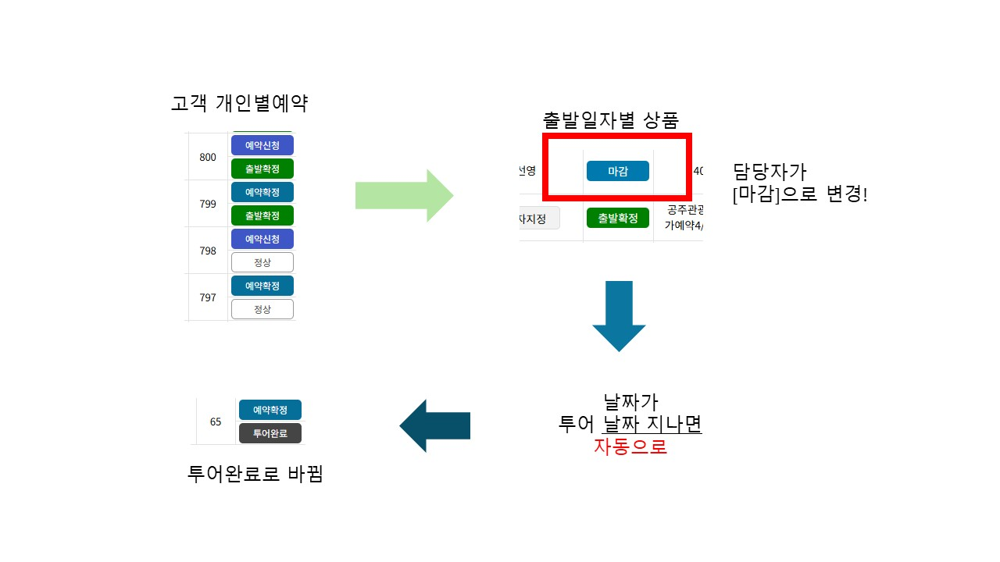 고객 개인별예약
800
예약신청
출발확정
799
예약확정
출발확정
798
예약신청
정상
797
예약확정
정상
출발일자별 상품
선영
마감
40
자지정
출발확정
공주관광
가예약4/
담당자가
[마감]으로 변경!
날짜가
투어 날짜 지나면
자동으로
65
예약확정
투어완료
투어완료로 바뀜